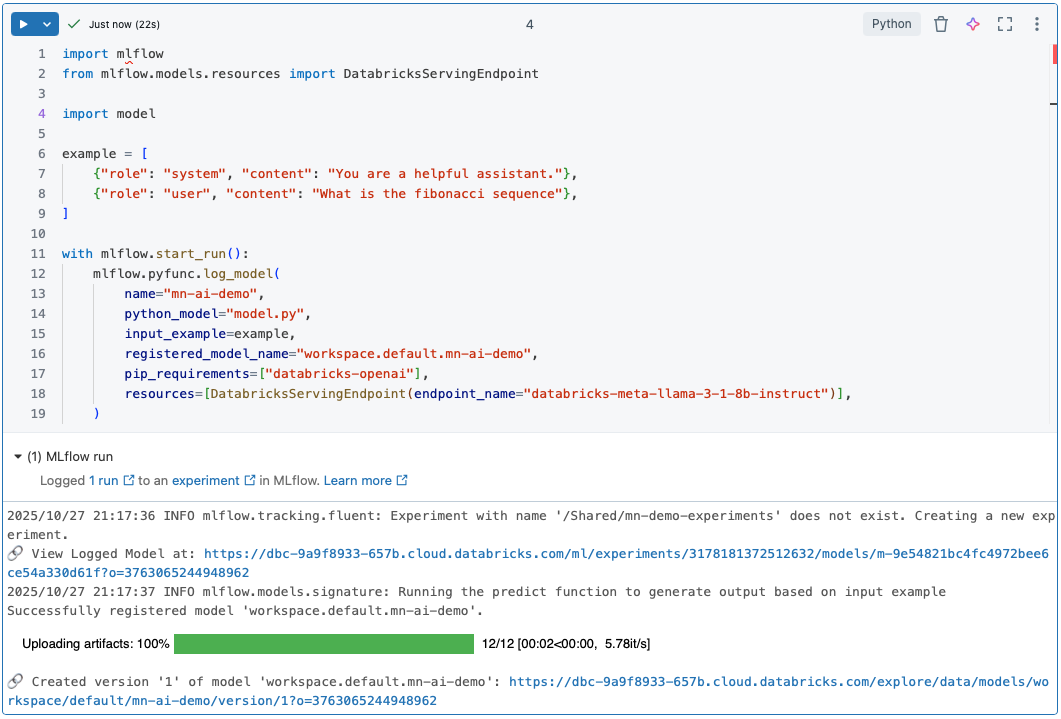 Just now (22s)
4
Python
1 import mlflow
2 from mlflow.models.resources import DatabricksServingEndpoint
3
4 import model
5
6 example = [
7     {"role": "system", "content": "You are a helpful assistant."},
8     {"role": "user", "content": "What is the fibonacci sequence"},
9 ]
10
11 with mlflow.start_run():
12     mlflow.pyfunc.log_model(
13         name="mn-ai-demo",
14         python_model="model.py",
15         input_example=example,
16         registered_model_name="workspace.default.mn-ai-demo",
17         pip_requirements=["databricks-openai"],
18         resources=[DatabricksServingEndpoint(endpoint_name="databricks-meta-llama-3-1-8b-instruct")],
19     )
(1) MLflow run
Logged 1 run to an experiment in MLflow. Learn more
2025/10/27 21:17:36 INFO mlflow.tracking.fluent: Experiment with name '/Shared/mn-demo-experiments' does not exist. Creating a new exp
eriment.
🔗 View Logged Model at: https://dbc-9a9f8933-657b.cloud.databricks.com/ml/experiments/3178181372512632/models/m-9e54821bc4fc4972bee6
ce54a330d61f?o=3763065244948962
2025/10/27 21:17:37 INFO mlflow.models.signature: Running the predict function to generate output based on input example
Successfully registered model 'workspace.default.mn-ai-demo'.
Uploading artifacts: 100% 12/12 [00:02<00:00, 5.78it/s]
🔗 Created version '1' of model 'workspace.default.mn-ai-demo': https://dbc-9a9f8933-657b.cloud.databricks.com/explore/data/models/wo
rkspace/default/mn-ai-demo/version/1?o=3763065244948962